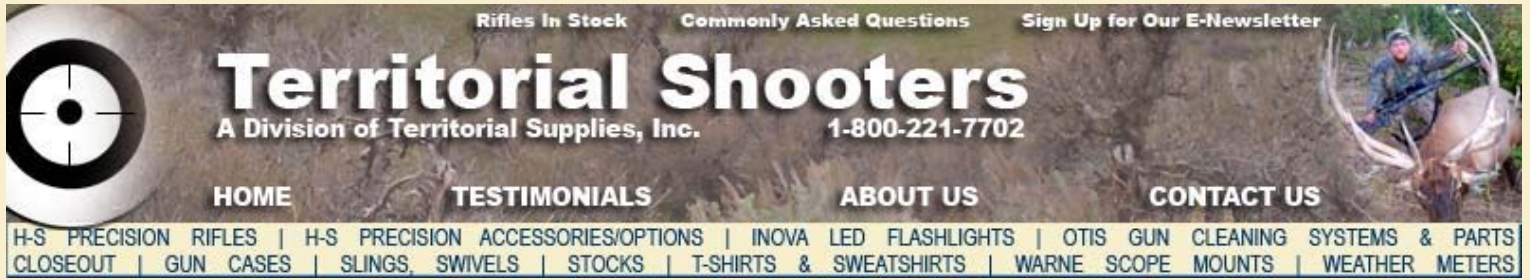 Rifles In Stock Commonly Asked Questions Sign Up for Our E-Newsletter
Territorial Shooters
A Division of Territorial Supplies, Inc. 1-800-221-7702
HOME TESTIMONIALS ABOUT US CONTACT US
H-S PRECISION RIFLES | H-S PRECISION ACCESSORIES/OPTIONS | INOVA LED FLASHLIGHTS | OTIS GUN CLEANING SYSTEMS & PARTS
CLOSEOUT | GUN CASES | SLINGS, SWIVELS | STOCKS | T-SHIRTS & SWEATSHIRTS | WARNE SCOPE MOUNTS | WEATHER METERS